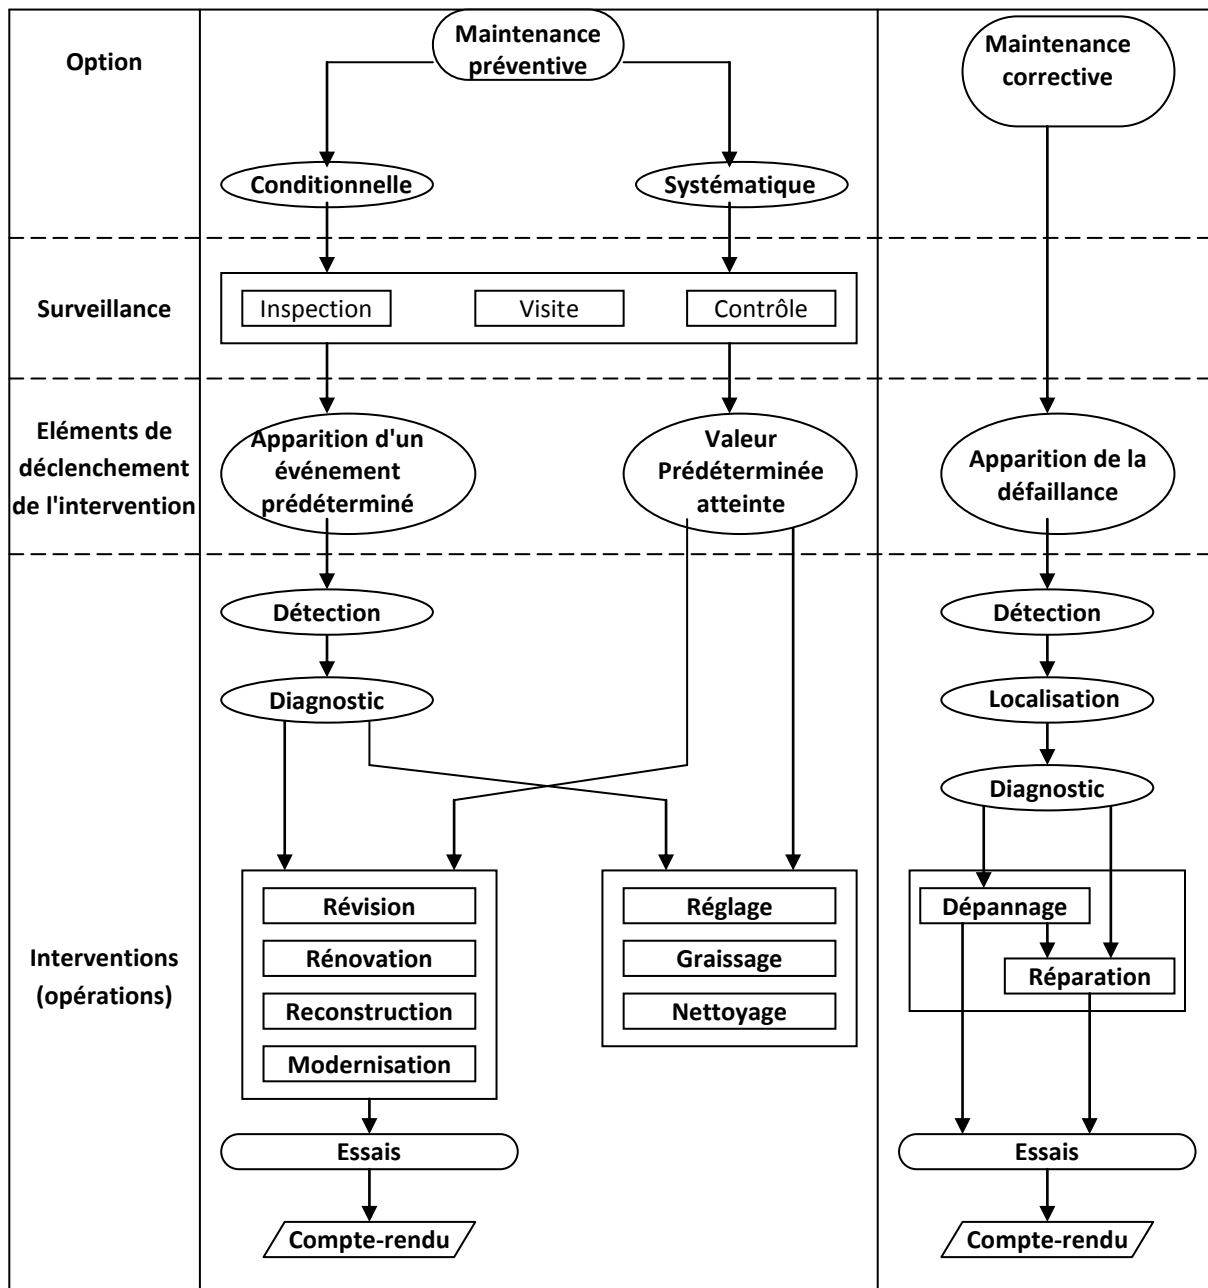 Option
Maintenance
préventive
Maintenance
corrective
Conditionnelle
Systématique
Surveillance
Inspection
Visite
Contrôle
Eléments de
déclenchement
de l'intervention
Apparition d'un
événement
prédéterminé
Valeur
Prédéterminée
atteinte
Apparition de la
défaillance
Détection
Diagnostic
Détection
Localisation
Diagnostic
Interventions
(opérations)
Révision
Rénovation
Reconstruction
Modernisation
Réglage
Graissage
Nettoyage
Dépannage
Réparation
Essais
Compte-rendu
Essais
Compte-rendu